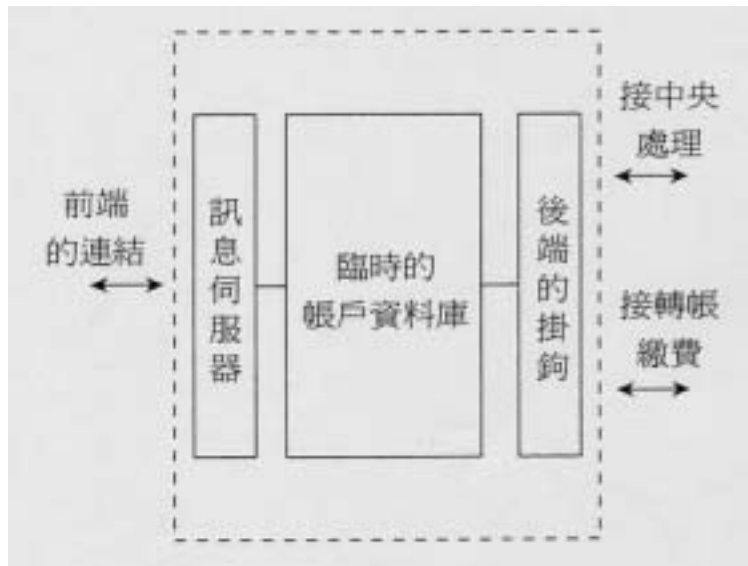 前端
的連結
訊息伺服器
臨時的
帳戶資料庫
後端的掛鉤
接中央
處理
接轉帳
繳費